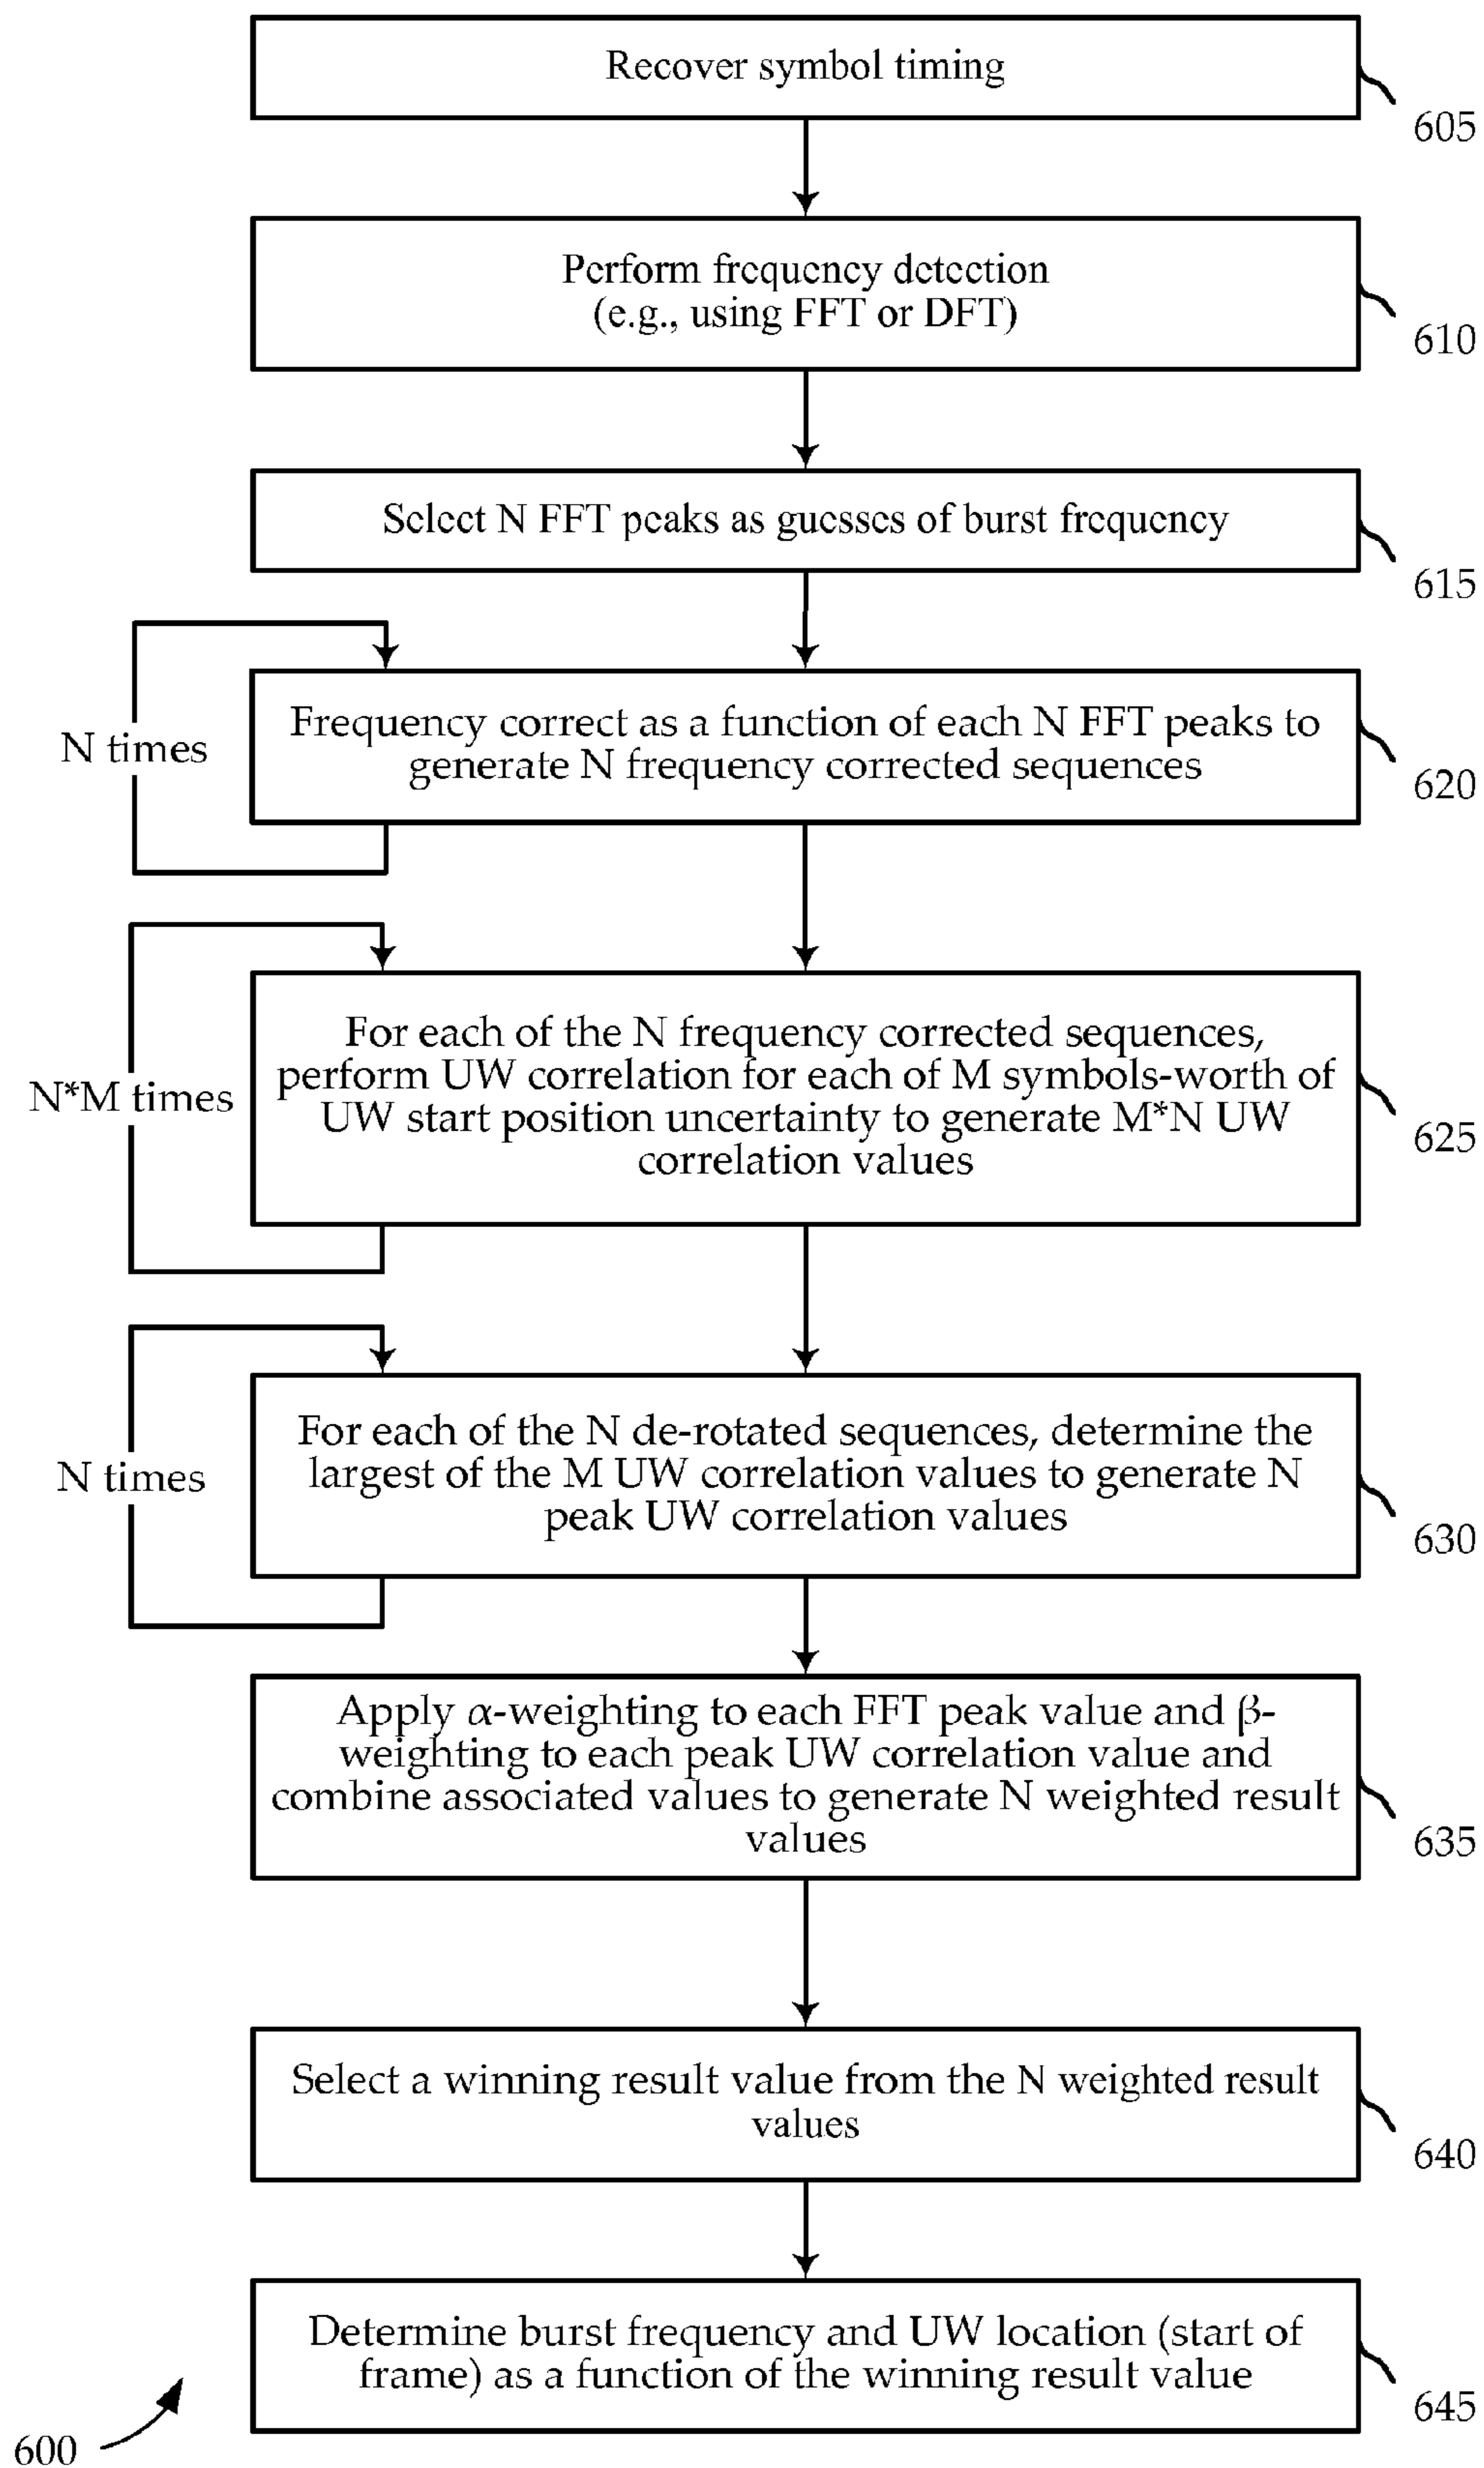 Recover symbol timing
605
Perform frequency detection
(e.g., using FFT or DFT)
610
Select N FFT peaks as guesses of burst frequency
615
N times
Frequency correct as a function of each N FFT peaks to
generate N frequency corrected sequences
620
N*M times
For each of the N frequency corrected sequences,
perform UW correlation for each of M symbols-worth of
UW start position uncertainty to generate M*N UW
correlation values
625
N times
For each of the N de-rotated sequences, determine the
largest of the M UW correlation values to generate N
peak UW correlation values
630
Apply α-weighting to each FFT peak value and β-
weighting to each peak UW correlation value and
combine associated values to generate N weighted result
values
635
Select a winning result value from the N weighted result
values
640
Determine burst frequency and UW location (start of
frame) as a function of the winning result value
645
600